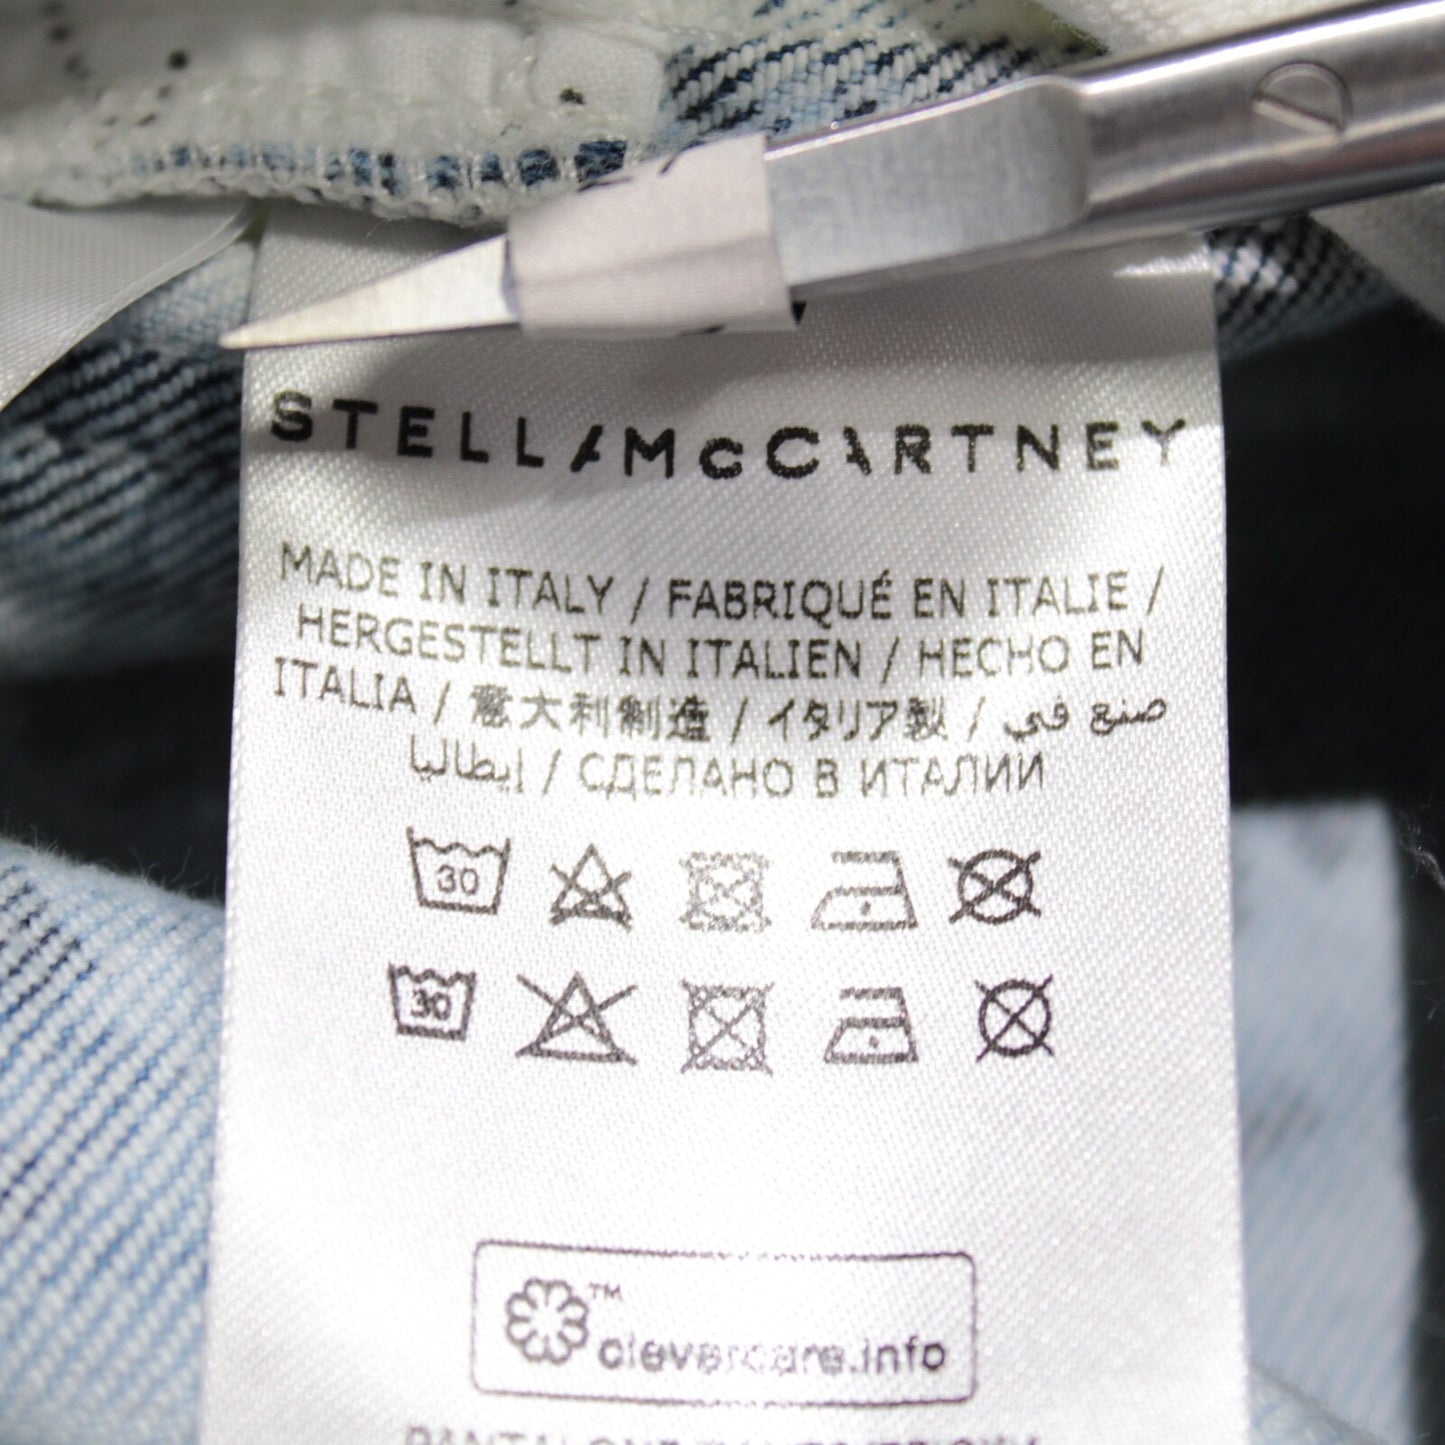 STELLA McCARTNEY
MADE IN ITALY / FABRIQUÉ EN ITALIE /
HERGESTELLT IN ITALIEN / HECHO EN
ITALIA / 意大利制造 / イタリア製 / صنع في
إيطاليا / СДЕЛАНО В ИТАЛИИ
30
30
™
clevercare.info